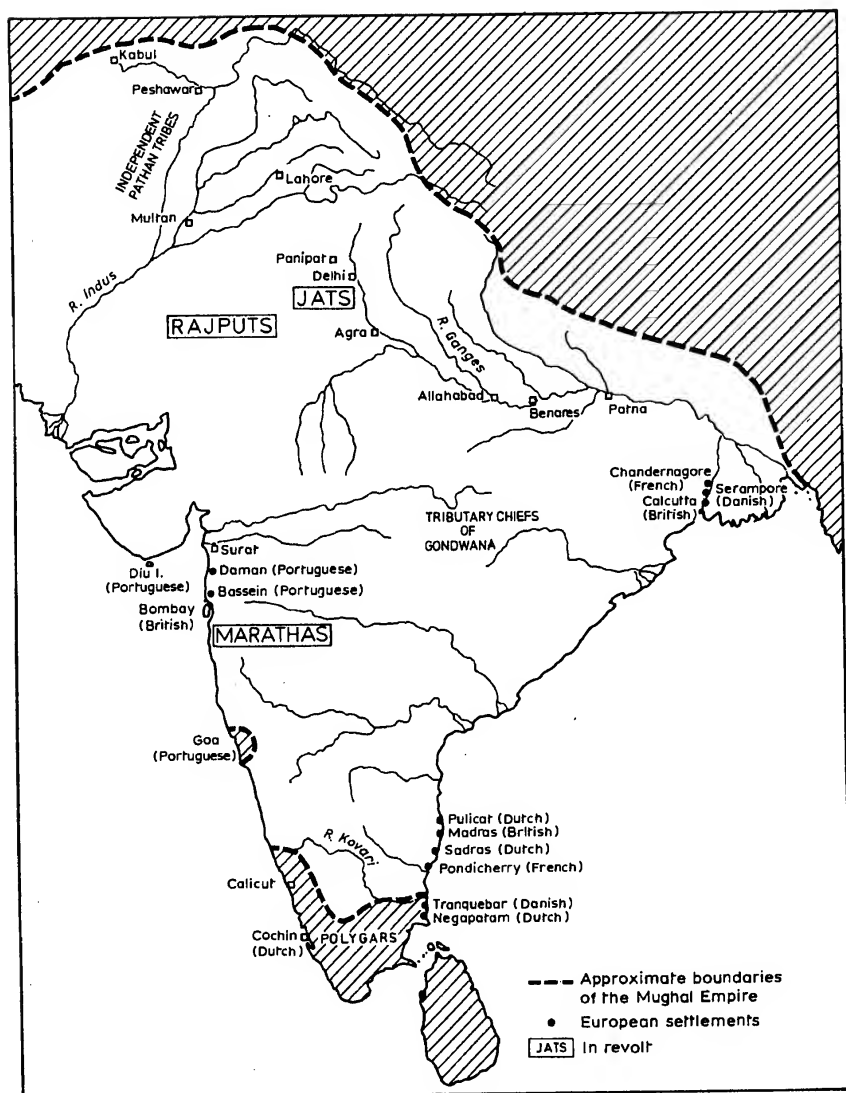 Kabul
Peshawar
INDEPENDENT
PATHAN TRIBES
Lahore
Multan
Panipat
Delhi
R. Indus
JATS
RAJPUTS
Agra
R. Ganges
Allahabad
Benares
Patna
Chandernagore
(French)
Serampore
(Danish)
Calcutta
(British)
TRIBUTARY CHIEFS
OF
GONDWANA
Surat
Diu I.
(Portuguese)
Daman (Portuguese)
Bassein (Portuguese)
Bombay
(British)
MARATHAS
Goa
(Portuguese)
Pulicat (Dutch)
Madras (British)
R. Kovari
Sadras (Dutch)
Pondicherry (French)
Calicut
Tranquebar (Danish)
Negapatam (Dutch)
Cochin
(Dutch)
POLYGARS
Approximate boundaries
of the Mughal Empire
European settlements
JATS In revolt